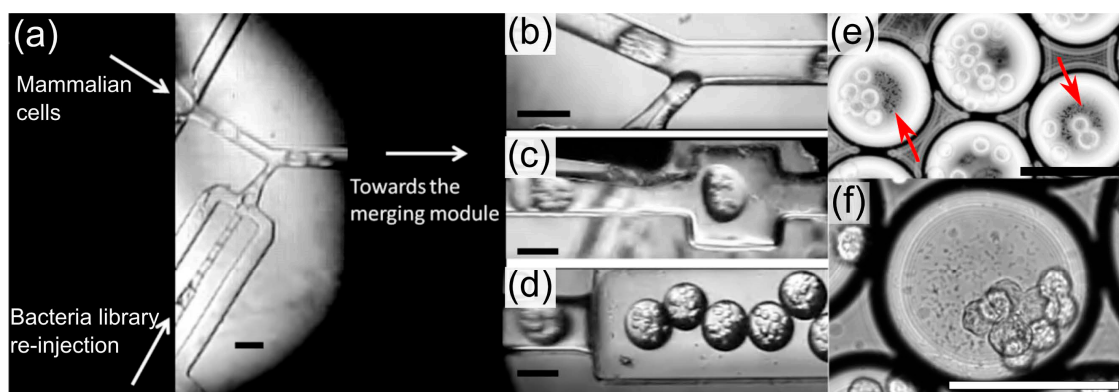 (a)
Mammalian
cells
Towards the
merging module
Bacteria library
re-injection
(b)
(c)
(d)
(e)
(f)